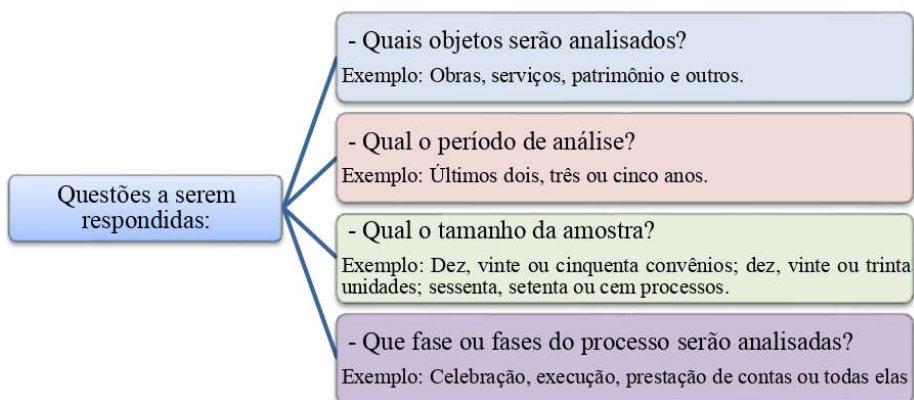 Questões a serem
respondidas:
- Quais objetos serão analisados?
Exemplo: Obras, serviços, patrimônio e outros.
- Qual o período de análise?
Exemplo: Últimos dois, três ou cinco anos.
- Qual o tamanho da amostra?
Exemplo: Dez, vinte ou cinquenta convênios; dez, vinte ou trinta
unidades; sessenta, setenta ou cem processos.
- Que fase ou fases do processo serão analisadas?
Exemplo: Celebração, execução, prestação de contas ou todas elas